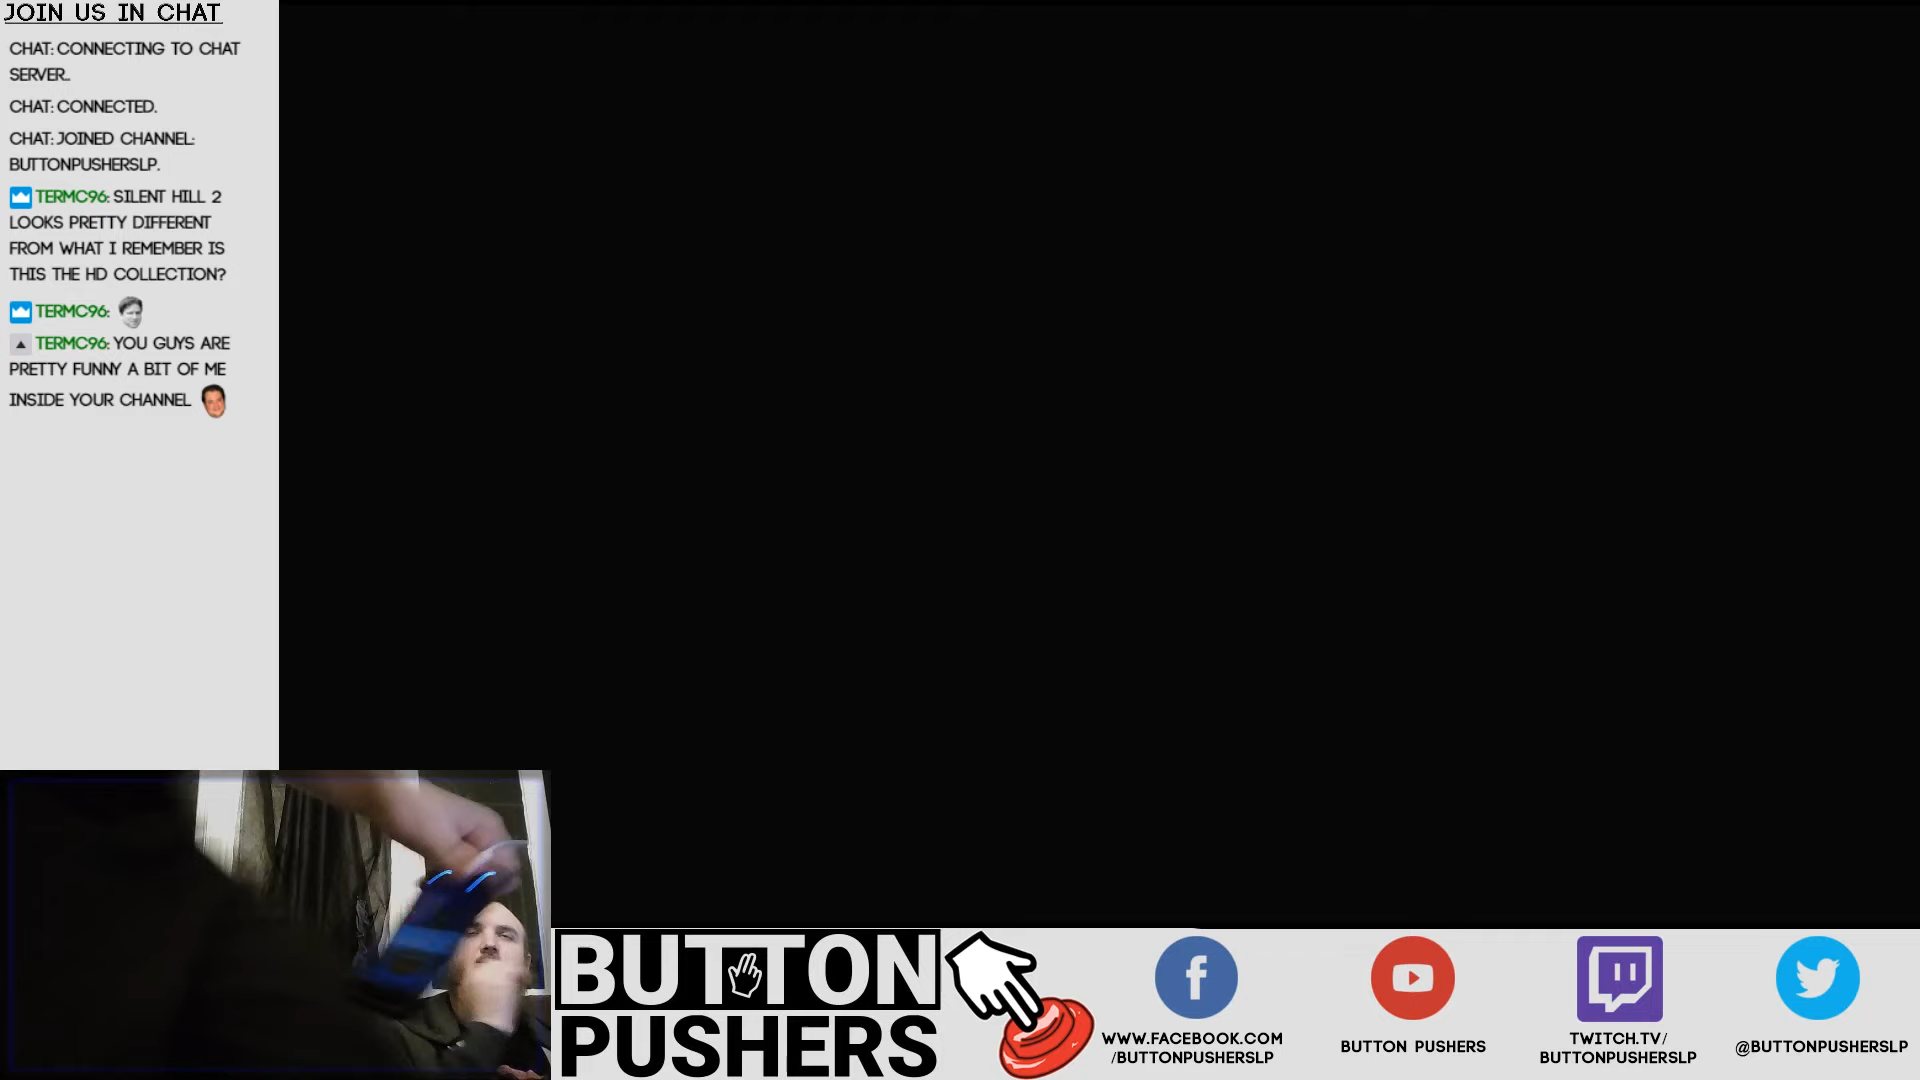 JOIN US IN CHAT
CHAT: CONNECTING TO CHAT
SERVER..
CHAT: CONNECTED.
CHAT: JOINED CHANNEL:
BUTTONPUSHERSLP.
TERMC96: SILENT HILL 2
LOOKS PRETTY DIFFERENT
FROM WHAT I REMEMBER IS
THIS THE HD COLLECTION?
TERMC96:
TERMC96: YOU GUYS ARE
PRETTY FUNNY A BIT OF ME
INSIDE YOUR CHANNEL
BUTTON
PUSHERS
WWW.FACEBOOK.COM
/BUTTONPUSHERSLP
BUTTON PUSHERS
TWITCH.TV/
BUTTONPUSHERSLP
@BUTTONPUSHERSLP